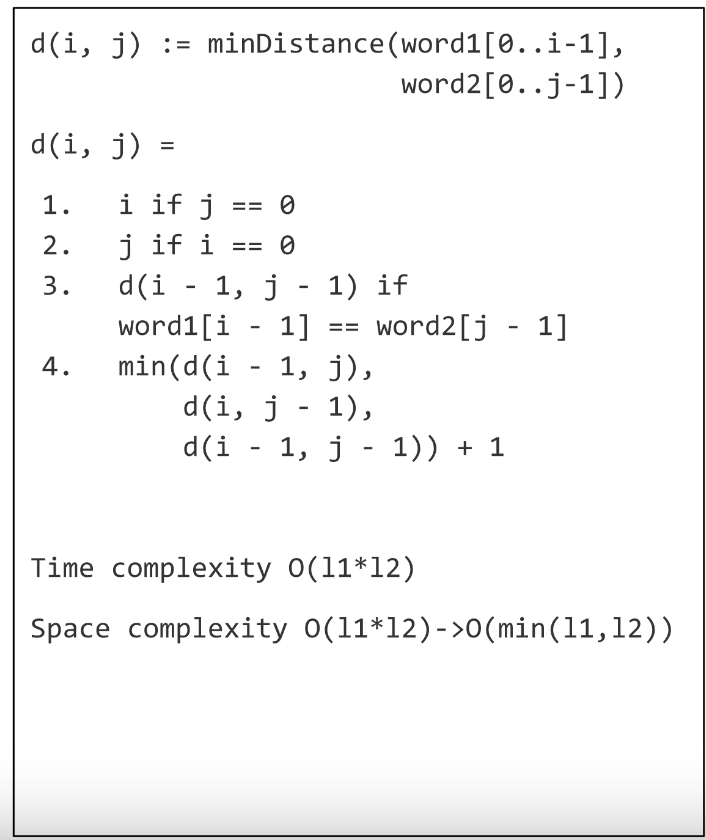 d(i, j) := minDistance(word1[0..i-1],
word2[0..j-1])
d(i, j) =
1. i if j == 0
2. j if i == 0
3. d(i - 1, j - 1) if
word1[i - 1] == word2[j - 1]
4. min(d(i - 1, j),
d(i, j - 1),
d(i - 1, j - 1)) + 1
Time complexity O(l1*l2)
Space complexity O(l1*l2)->O(min(l1,l2))